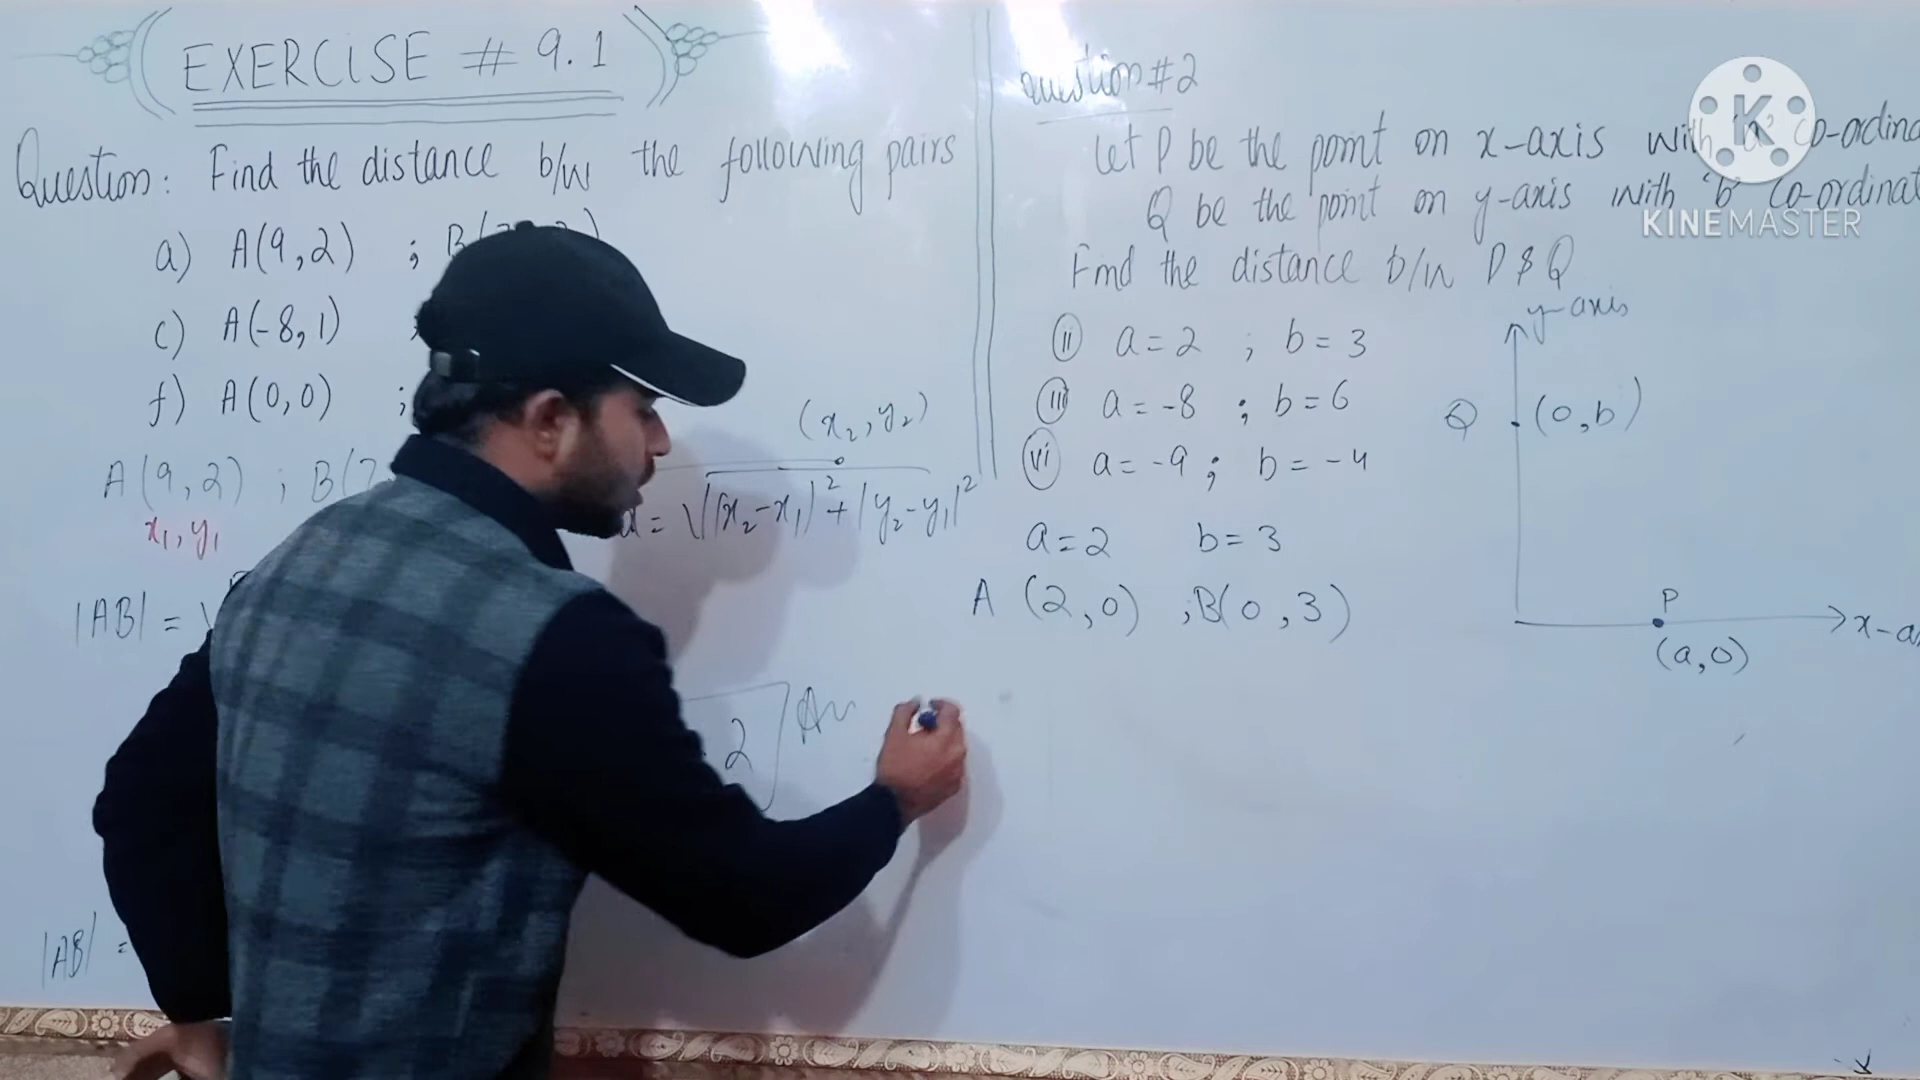 EXERCISE # 9.1
Question: Find the distance b/w the following pairs
a) A(9,2) ; B(
c) A(-8,1)
f) A(0,0) ;
A(9,2) ; B(7
x₁, y₁
(x₂, y₂)
d = √|x₂-x₁|² + |y₂-y₁|²
|AB| = √
2
|AB| =
Question #2
Let P be the point on x-axis with 'a' co-ordina
Q be the point on y-axis with 'b' co-ordinat
Find the distance b/w P & Q
(ii) a = 2 ; b = 3
(iii) a = -8 ; b = 6
(vi) a = -9 ; b = -4
a = 2 b = 3
A (2,0) ; B(0,3)
y-axis
Q (0,b)
P
(a,0)
x-a
K
KINEMASTER